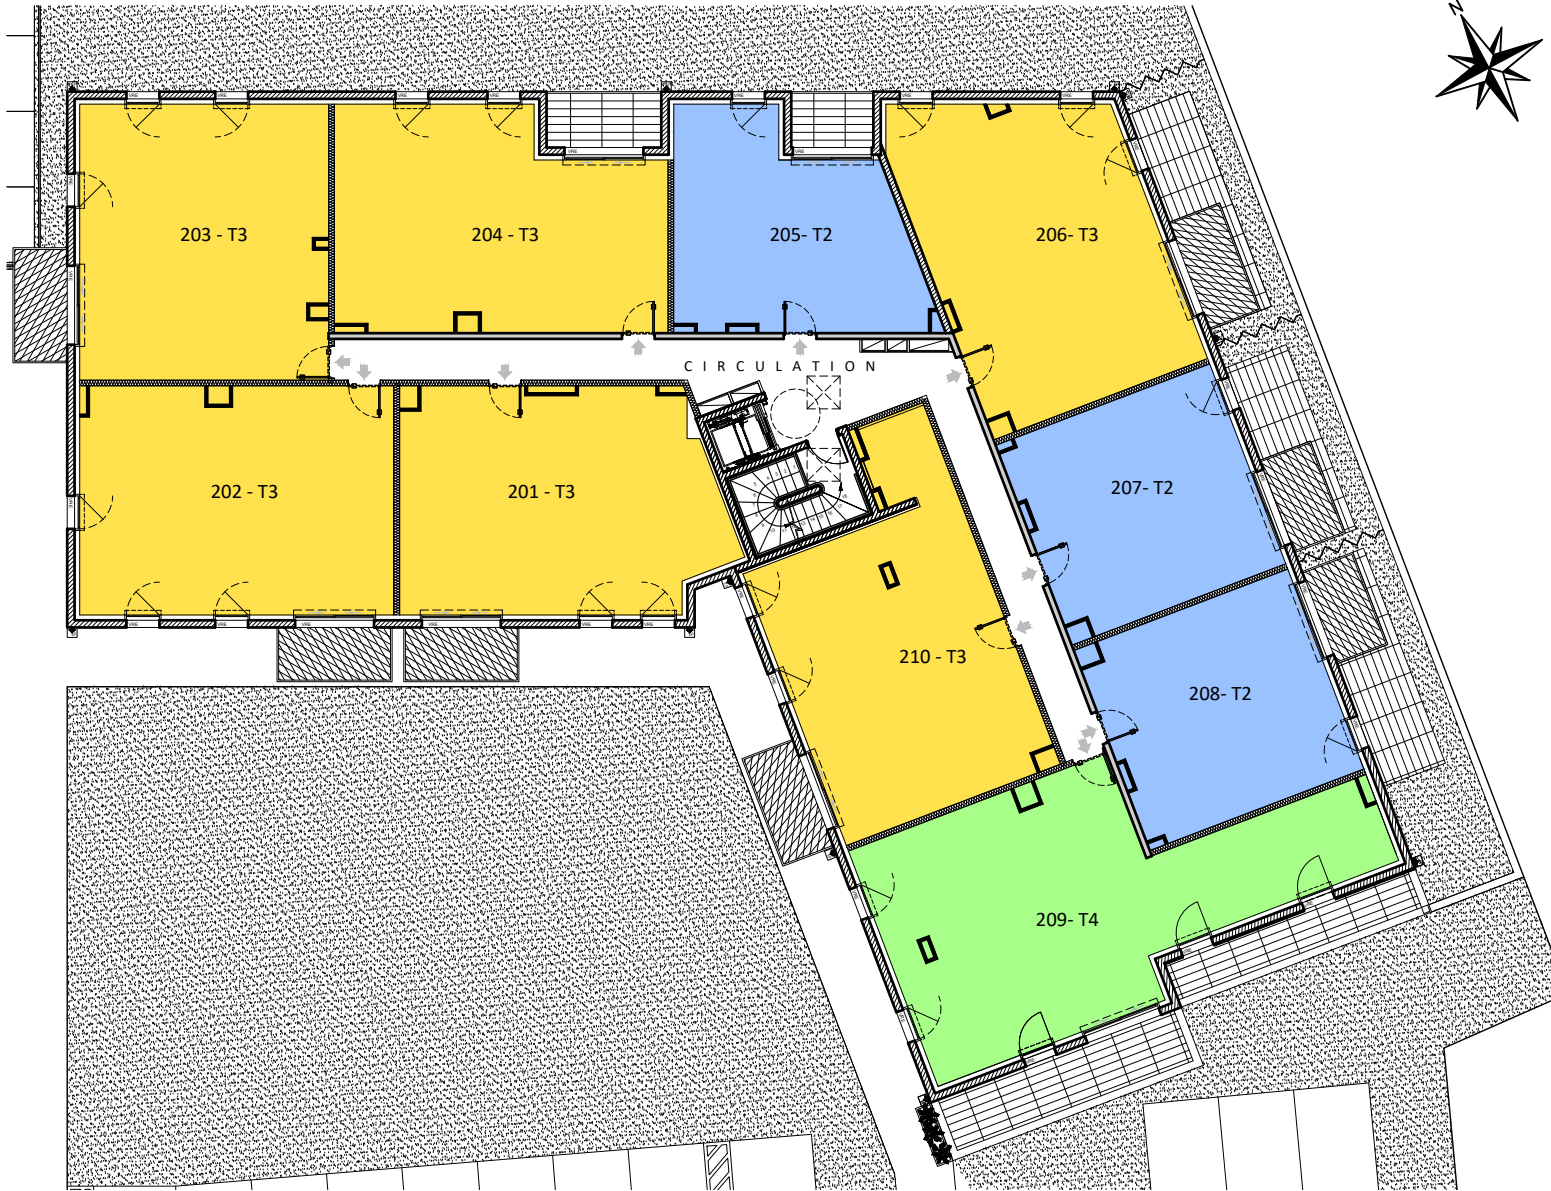 N
203 - T3
204 - T3
205- T2
206- T3
CIRCULATION
202 - T3
201 - T3
207- T2
210 - T3
208- T2
209- T4